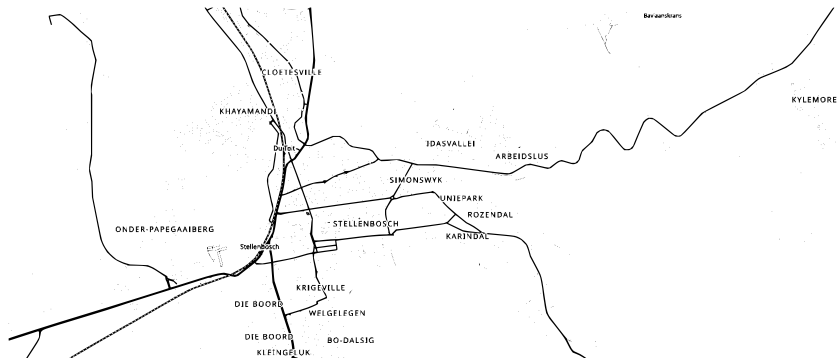 Baviaanskrans
CLOETESVILLE
KYLEMORE
KHAYAMANDI
IDASVALLEI
Du Toit
ARBEIDSLUS
SIMONSWYK
UNIEPARK
ROZENDAL
STELLENBOSCH
ONDER-PAPEGAAIBERG
KARINDAL
Stellenbosch
KRIGEVILLE
DIE BOORD
WELGELEGEN
DIE BOORD
BO-DALSIG
KLEINGELUK